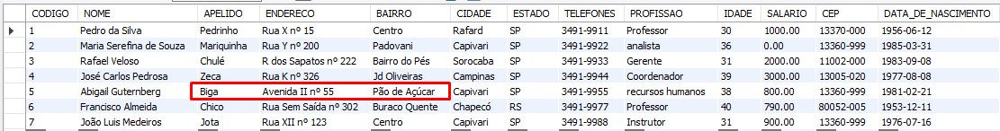 CODIGO NOME APELIDO ENDERECO BAIRRO CIDADE ESTADO TELEFONES PROFISSAO IDADE SALARIO CEP DATA_DE_NASCIMENTO
1 Pedro da Silva Pedrinho Rua X nº 15 Centro Rafard SP 3491-9911 Professor 30 1000.00 13370-000 1956-06-12
2 Maria Serefina de Souza Mariquinha Rua Y nº 200 Padovani Capivari SP 3491-9922 analista 36 0.00 13360-999 1985-03-31
3 Rafael Veloso Chulé R dos Sapatos nº 222 Bairro do Pés Sorocaba SP 3491-9933 Gerente 31 2000.00 11002-000 1983-09-08
4 José Carlos Pedrosa Zeca Rua K nº 326 Jd Oliveiras Campinas SP 3491-9944 Coordenador 39 3000.00 13005-020 1977-08-08
5 Abigail Guternberg Biga Avenida II nº 55 Pão de Açúcar Capivari SP 3491-9955 recursos humanos 38 800.00 13360-999 1981-02-21
6 Francisco Almeida Chico Rua Sem Saída nº 302 Buraco Quente Chapecó RS 3491-9977 Professor 40 790.00 80052-005 1953-12-11
7 João Luis Medeiros Jota Rua XII nº 123 Centro Capivari SP 3491-9988 Instrutor 31 900.00 13360-999 1976-07-16